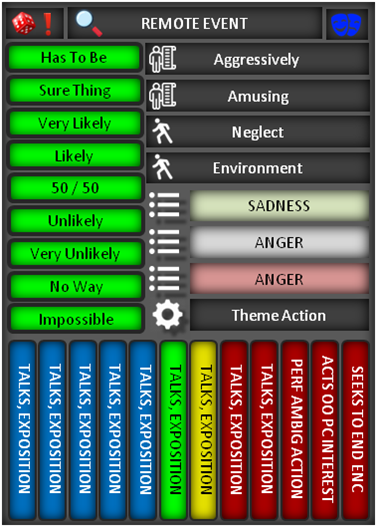 REMOTE EVENT
Has To Be
Aggressively
Sure Thing
Amusing
Very Likely
Neglect
Likely
Environment
50 / 50
SADNESS
Unlikely
ANGER
Very Unlikely
ANGER
No Way
Impossible
Theme Action
TALKS, EXPOSITION
TALKS, EXPOSITION
TALKS, EXPOSITION
TALKS, EXPOSITION
TALKS, EXPOSITION
TALKS, EXPOSITION
TALKS, EXPOSITION
TALKS, EXPOSITION
TALKS, EXPOSITION
PERF AMBIG ACTION
ACTS OO PC INTEREST
SEEKS TO END ENC